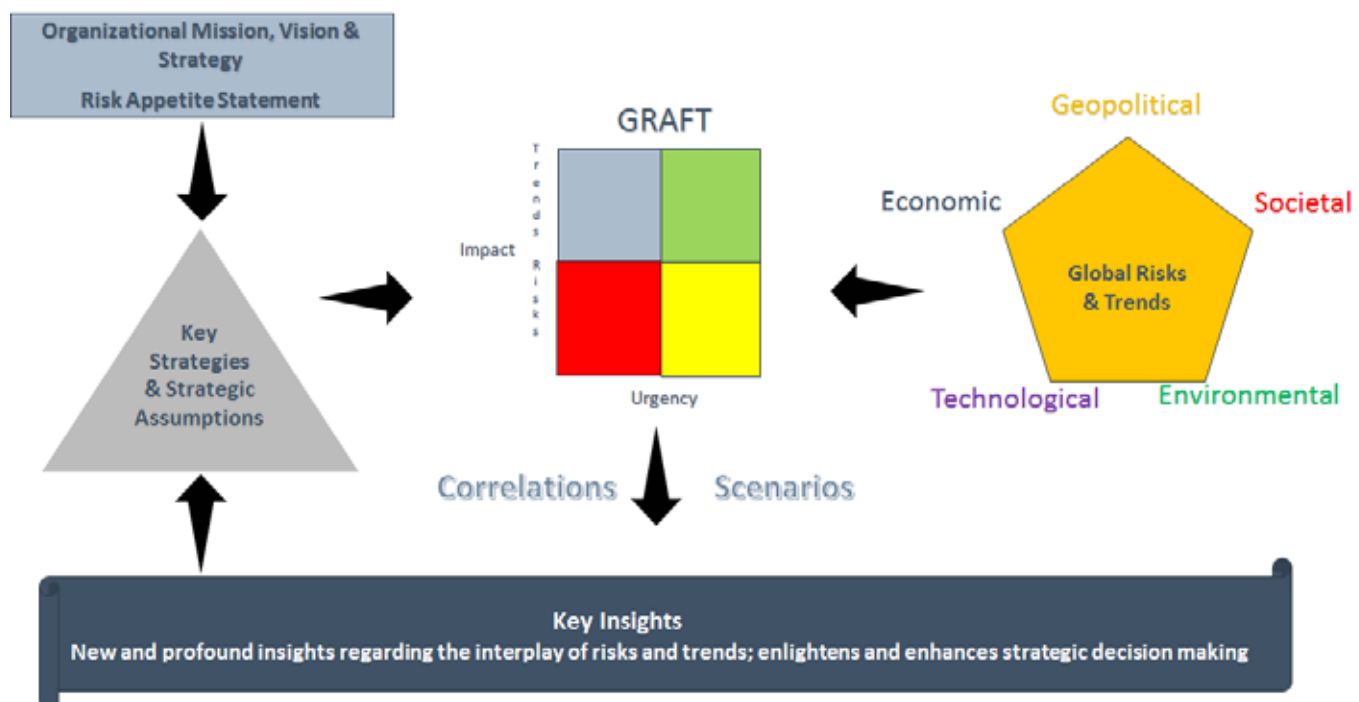 Organizational Mission, Vision &
Strategy
Risk Appetite Statement
GRAFT
Trends
Risks
Impact
Urgency
Geopolitical
Economic
Societal
Global Risks
& Trends
Technological
Environmental
Key
Strategies
& Strategic
Assumptions
Correlations
Scenarios
Key Insights
New and profound insights regarding the interplay of risks and trends; enlightens and enhances strategic decision making